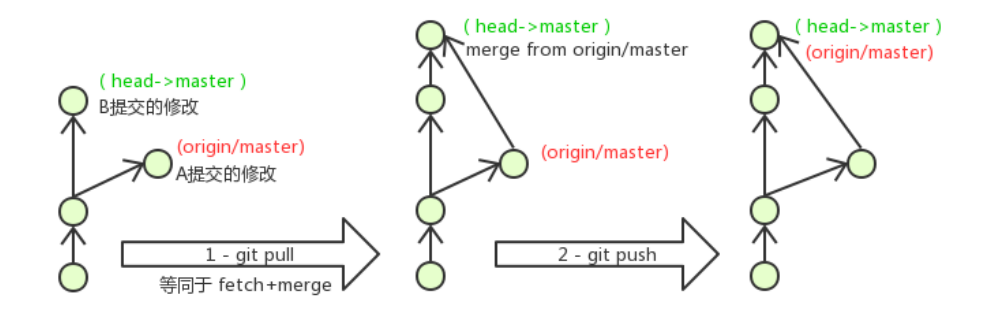 ( head->master )
B提交的修改
(origin/master)
A提交的修改
1 - git pull
等同于 fetch+merge
( head->master )
merge from origin/master
(origin/master)
2 - git push
( head->master )
(origin/master)